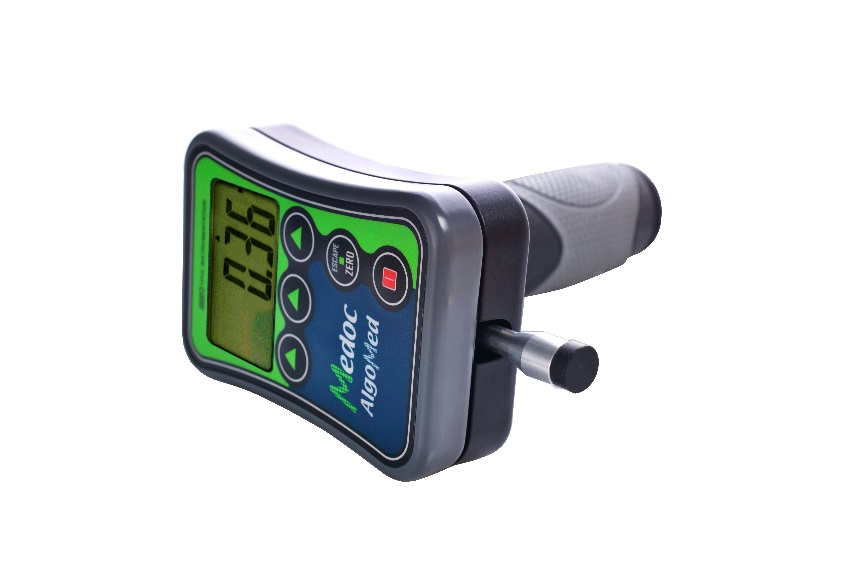 0.36
ESCAPE
ZERO
Medoc
AlgoMed